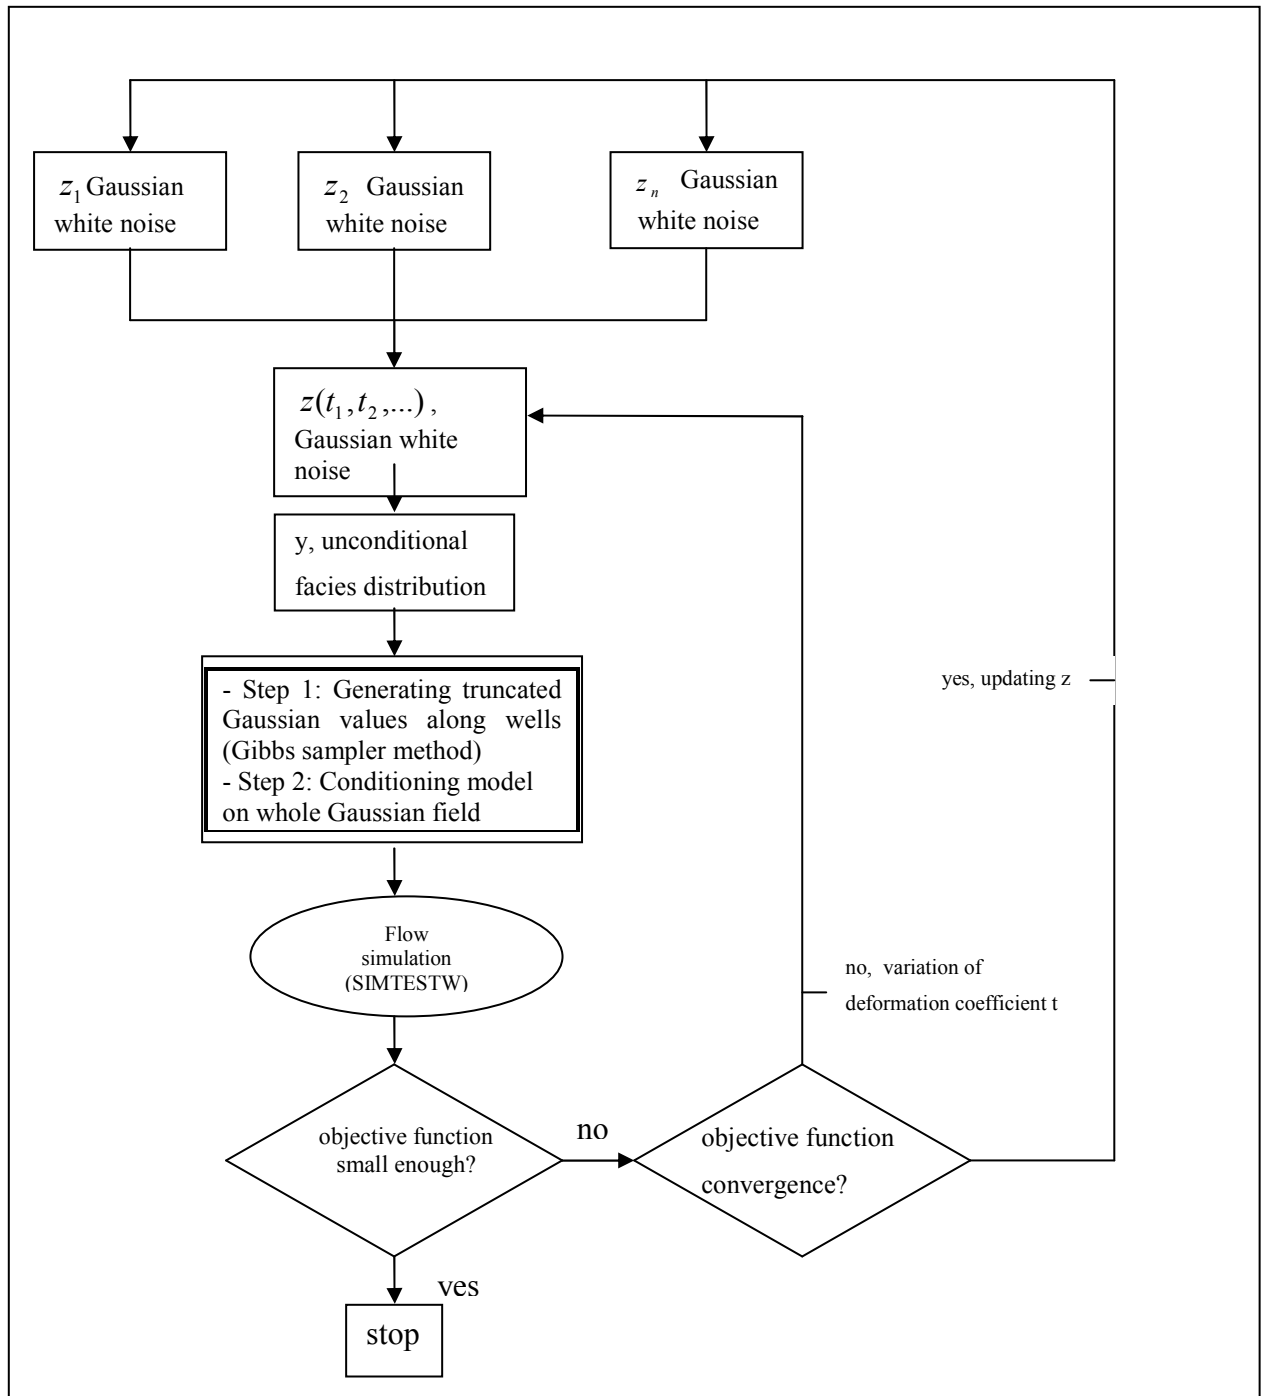 z₁ Gaussian
white noise
z₂ Gaussian
white noise
zₙ Gaussian
white noise
z(t₁,t₂,...) ,
Gaussian white
noise
y, unconditional
facies distribution
- Step 1: Generating truncated
Gaussian values along wells
(Gibbs sampler method)
- Step 2: Conditioning model
on whole Gaussian field
yes, updating z
Flow
simulation
(SIMTESTW)
no, variation of
deformation coefficient t
objective function
small enough?
no
objective function
convergence?
yes
stop